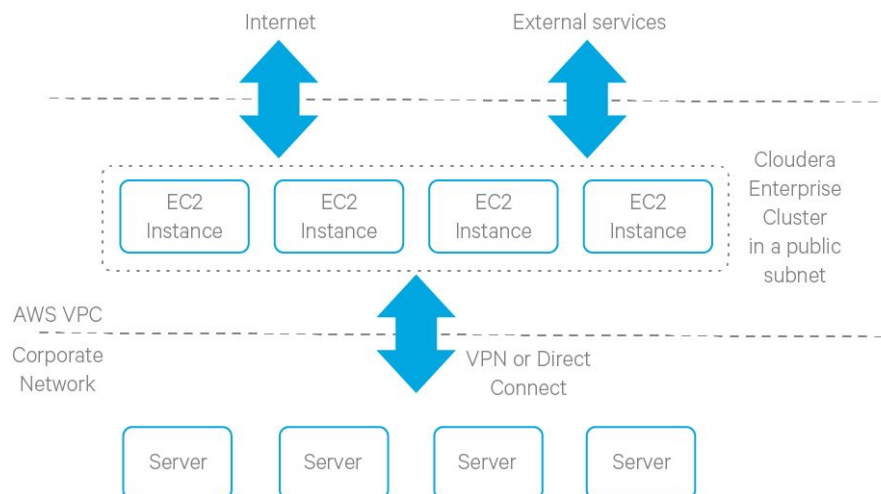 Internet
External services
Cloudera
Enterprise
Cluster
in a public
subnet
EC2
Instance
EC2
Instance
EC2
Instance
EC2
Instance
AWS VPC
Corporate
Network
VPN or Direct
Connect
Server
Server
Server
Server